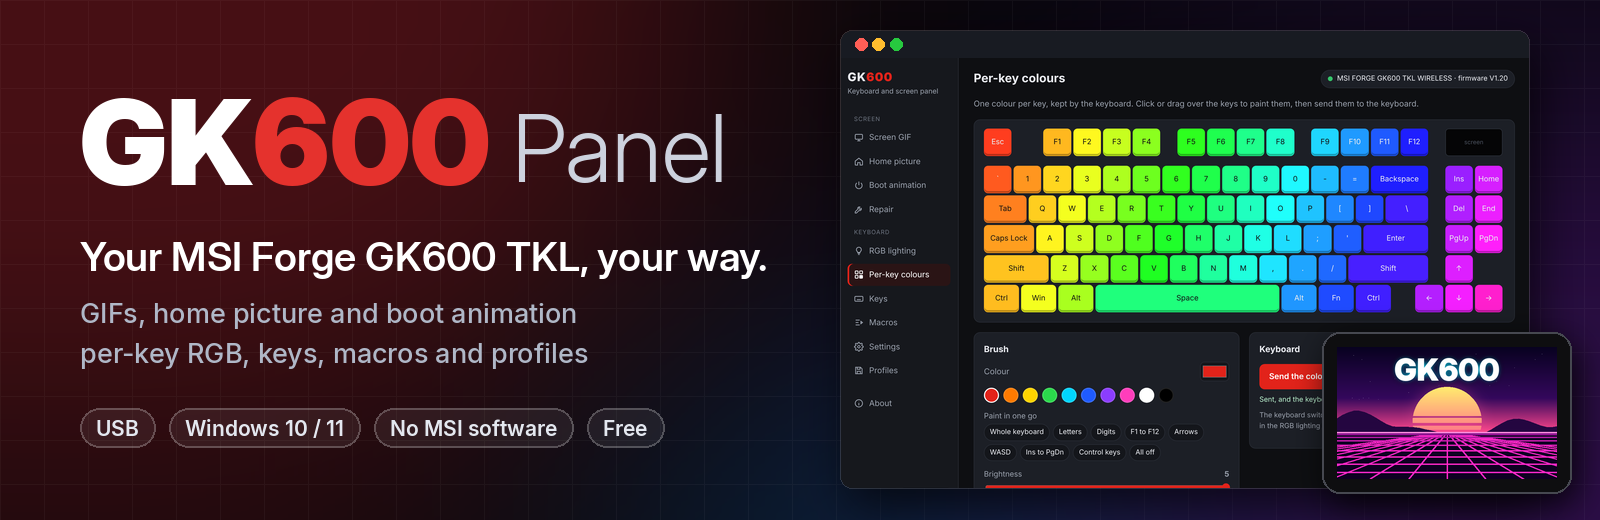 GK600 Panel
Your MSI Forge GK600 TKL, your way.
GIFs, home picture and boot animation
per-key RGB, keys, macros and profiles
USB
Windows 10 / 11
No MSI software
Free
GK600
Keyboard and screen panel
SCREEN
Screen GIF
Home picture
Boot animation
Repair
KEYBOARD
RGB lighting
Per-key colours
Keys
Macros
Settings
Profiles
About
Per-key colours
MSI FORGE GK600 TKL WIRELESS · firmware V1.20
One colour per key, kept by the keyboard. Click or drag over the keys to paint them, then send them to the keyboard.
Esc F1 F2 F3 F4 F5 F6 F7 F8 F9 F10 F11 F12 screen
` 1 2 3 4 5 6 7 8 9 0 - = Backspace Ins Home
Tab Q W E R T Y U I O P [ ] \ Del End
Caps Lock A S D F G H J K L ; ' Enter PgUp PgDn
Shift Z X C V B N M , . / Shift ↑
Ctrl Win Alt Space Alt Fn Ctrl ← ↓ →
Brush
Colour
Paint in one go
Whole keyboard Letters Digits F1 to F12 Arrows
WASD Ins to PgDn Control keys All off
Brightness 5
Keyboard
Send the colo
Sent, and the keyb
The keyboard switc
in the RGB lighting
GK600